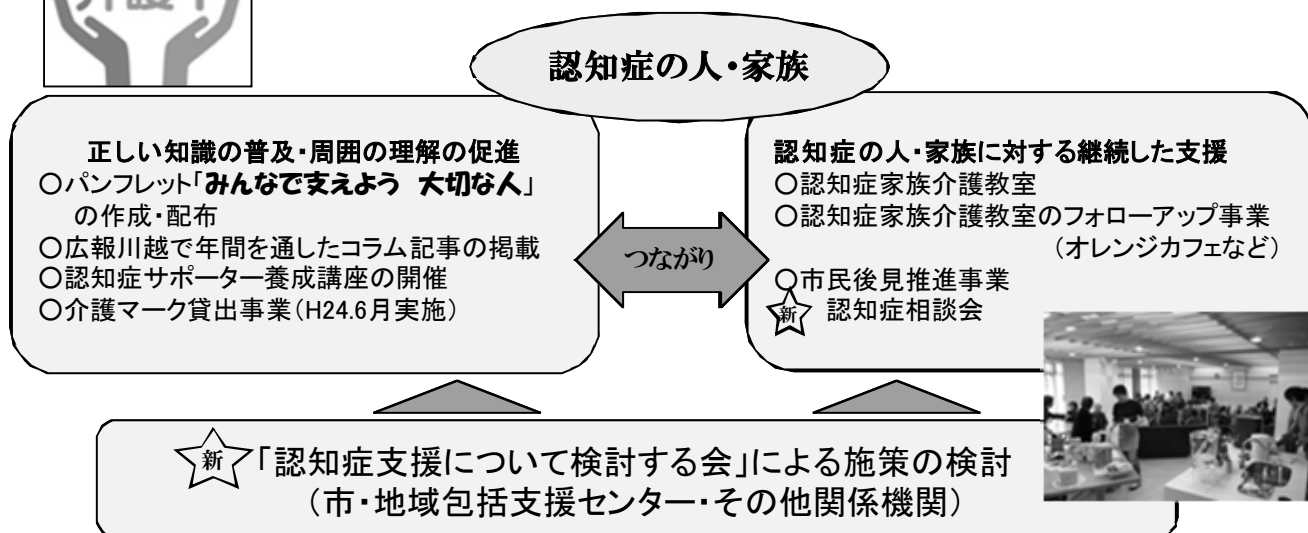 介護中
認知症の人・家族
正しい知識の普及・周囲の理解の促進
○パンフレット「みんなで支えよう 大切な人」
の作成・配布
○広報川越で年間を通したコラム記事の掲載
○認知症サポーター養成講座の開催
○介護マーク貸出事業(H24.6月実施)
つながり
認知症の人・家族に対する継続した支援
○認知症家族介護教室
○認知症家族介護教室のフォローアップ事業
(オレンジカフェなど)
○市民後見推進事業
新 認知症相談会
新「認知症支援について検討する会」による施策の検討
(市・地域包括支援センター・その他関係機関)